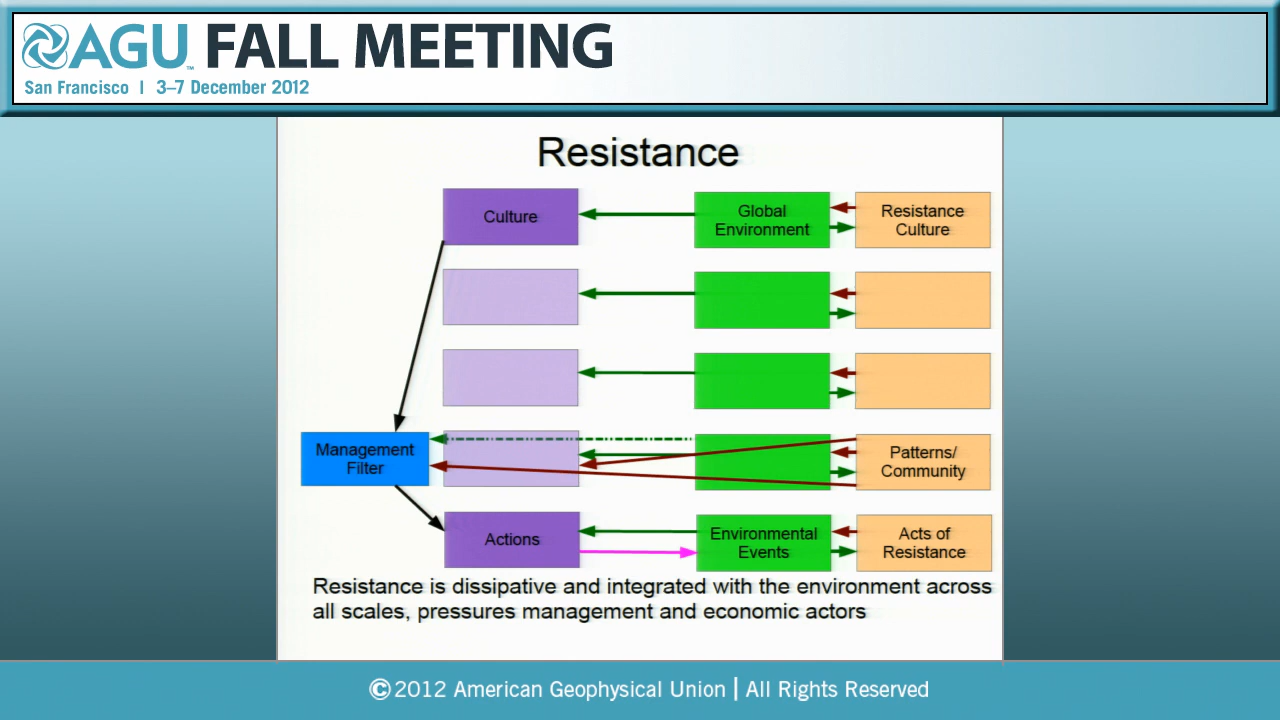 AGU™ FALL MEETING
San Francisco | 3–7 December 2012
Resistance
Culture
Global
Environment
Resistance
Culture
Management
Filter
Patterns/
Community
Actions
Environmental
Events
Acts of
Resistance
Resistance is dissipative and integrated with the environment across
all scales, pressures management and economic actors
©2012 American Geophysical Union | All Rights Reserved